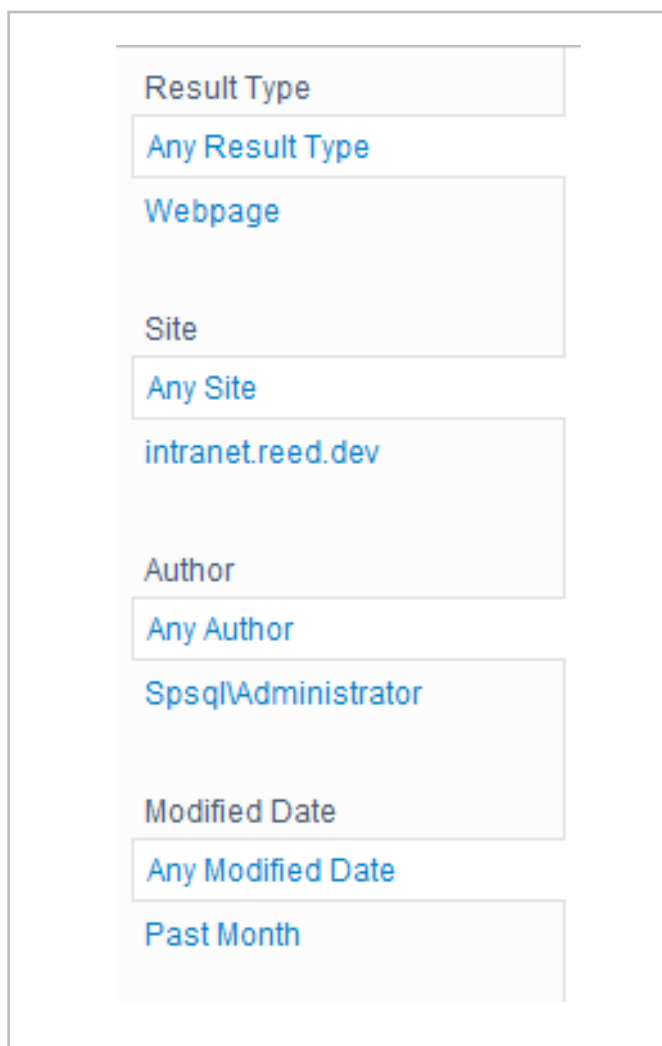 Result Type
Any Result Type
Webpage
Site
Any Site
intranet.reed.dev
Author
Any Author
Spsql\Administrator
Modified Date
Any Modified Date
Past Month